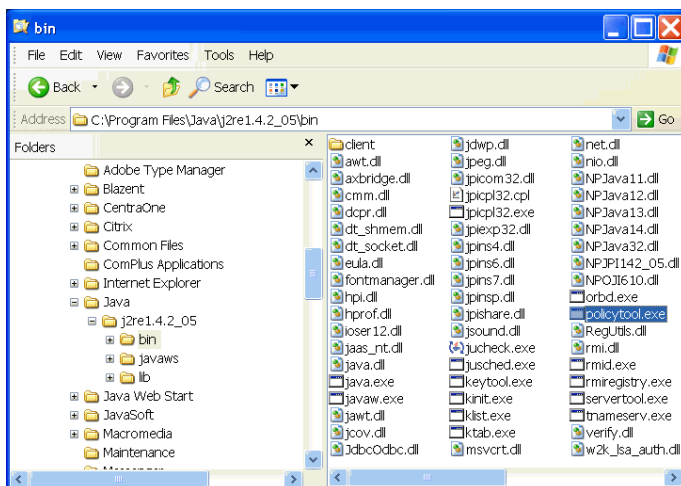 bin
File Edit View Favorites Tools Help
Back Search
Address C:\Program Files\Java\j2re1.4.2_05\bin Go
Folders
Adobe Type Manager
Blazent
CentraOne
Citrix
Common Files
ComPlus Applications
Internet Explorer
Java
j2re1.4.2_05
bin
javaws
lib
Java Web Start
JavaSoft
Macromedia
Maintenance
client
awt.dll
axbridge.dll
cmm.dll
dcpr.dll
dt_shmem.dll
dt_socket.dll
eula.dll
fontmanager.dll
hpi.dll
hprof.dll
ioser12.dll
jaas_nt.dll
java.dll
java.exe
javaw.exe
jawt.dll
jcov.dll
JdbcOdbc.dll
jdwp.dll
jpeg.dll
jpicom32.dll
jpicpl32.cpl
jpicpl32.exe
jpiexp32.dll
jpins4.dll
jpins6.dll
jpins7.dll
jpinsp.dll
jpishare.dll
jsound.dll
jucheck.exe
jusched.exe
keytool.exe
kinit.exe
klist.exe
ktab.exe
msvcrt.dll
net.dll
nio.dll
NPJava11.dll
NPJava12.dll
NPJava13.dll
NPJava14.dll
NPJava32.dll
NPJPI142_05.dll
NPOJI610.dll
orbd.exe
policytool.exe
RegUtils.dll
rmi.dll
rmid.exe
rmiregistry.exe
servertool.exe
tnameserv.exe
verify.dll
w2k_lsa_auth.dll